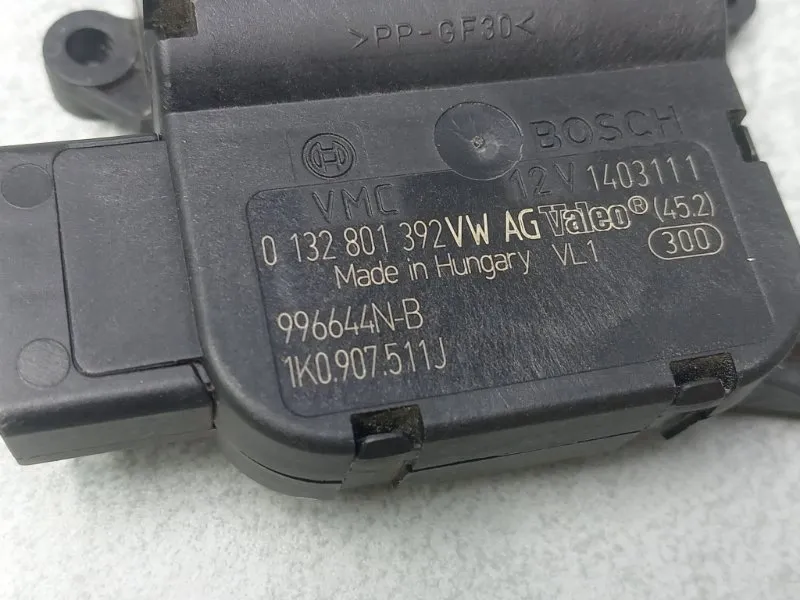 >PP-GF30<
BOSCH
VMC 12V 1403111
0 132 801 392 VW AG Valeo® (45.2)
Made in Hungary VL1 300
996644N-B
1K0.907.511J